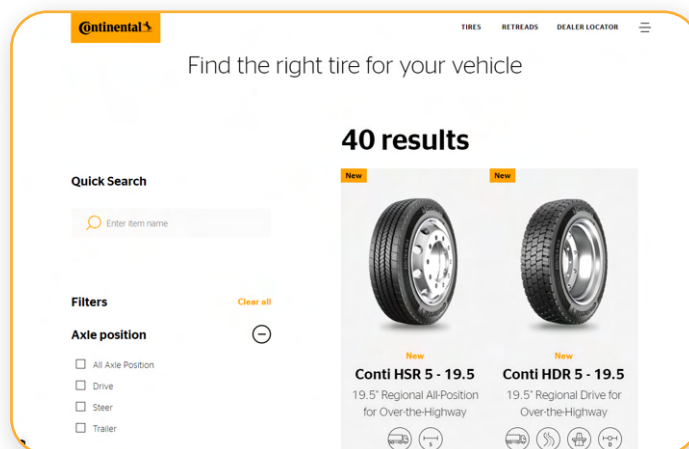 Continental
TIRES RETREADS DEALER LOCATOR
Find the right tire for your vehicle
40 results
Quick Search
Enter item name
Filters Clear all
Axle position
All Axle Position
Drive
Steer
Trailer
New
New
Conti HSR 5 - 19.5
19.5" Regional All-Position
for Over-the-Highway
S
New
New
Conti HDR 5 - 19.5
19.5" Regional Drive for
Over-the-Highway
D